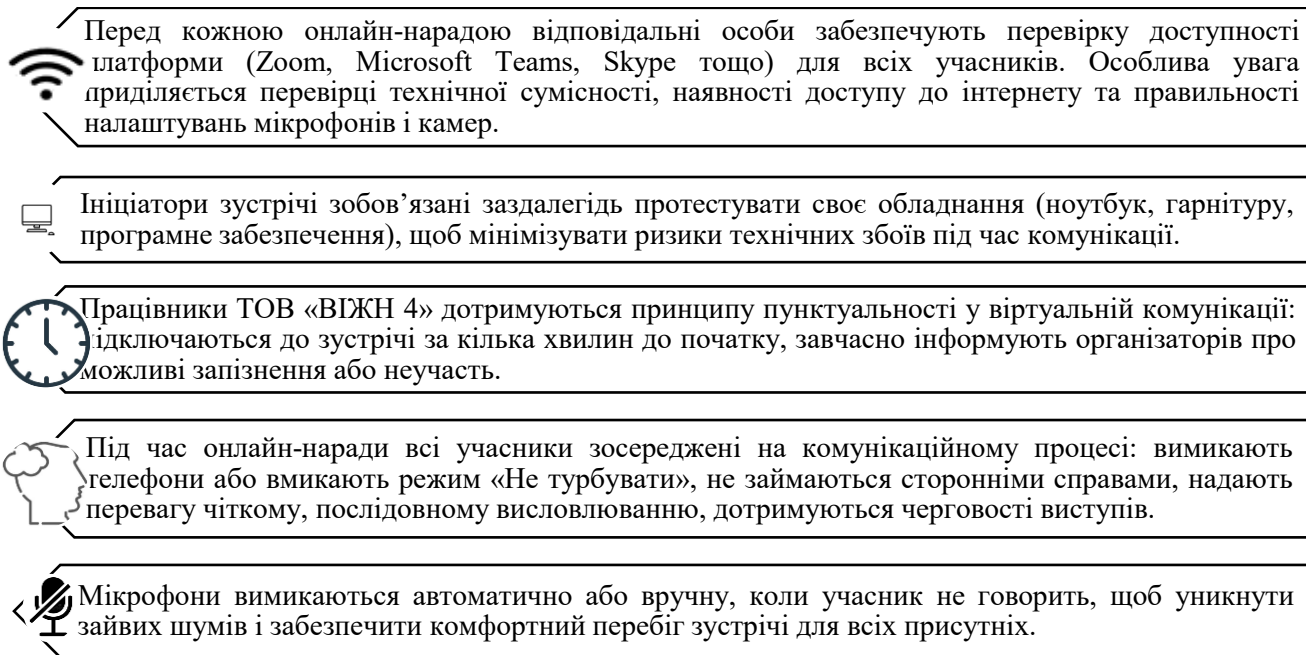 Перед кожною онлайн-нарадою відповідальні особи забезпечують перевірку доступності
платформи (Zoom, Microsoft Teams, Skype тощо) для всіх учасників. Особлива увага
приділяється перевірці технічної сумісності, наявності доступу до інтернету та правильності
налаштувань мікрофонів і камер.
Ініціатори зустрічі зобов’язані заздалегідь протестувати своє обладнання (ноутбук, гарнітуру,
програмне забезпечення), щоб мінімізувати ризики технічних збоїв під час комунікації.
Працівники ТОВ «ВІЖН 4» дотримуються принципу пунктуальності у віртуальній комунікації:
підключаються до зустрічі за кілька хвилин до початку, завчасно інформують організаторів про
можливі запізнення або неучасть.
Під час онлайн-наради всі учасники зосереджені на комунікаційному процесі: вимикають
телефони або вмикають режим «Не турбувати», не займаються сторонніми справами, надають
перевагу чіткому, послідовному висловлюванню, дотримуються черговості виступів.
Мікрофони вимикаються автоматично або вручну, коли учасник не говорить, щоб уникнути
зайвих шумів і забезпечити комфортний перебіг зустрічі для всіх присутніх.